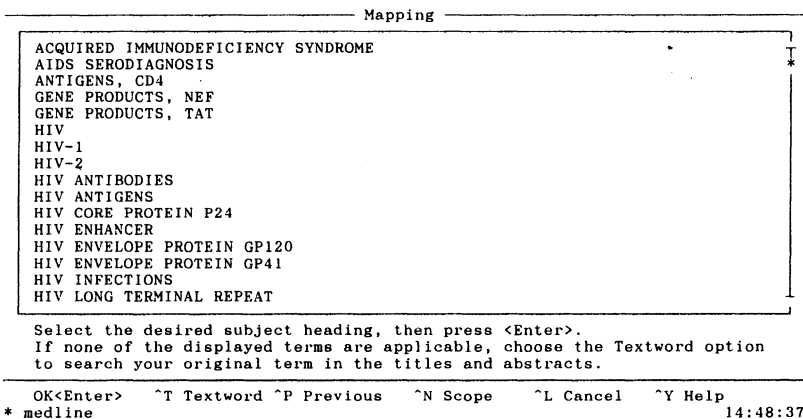 Mapping
ACQUIRED IMMUNODEFICIENCY SYNDROME
AIDS SERODIAGNOSIS
ANTIGENS, CD4
GENE PRODUCTS, NEF
GENE PRODUCTS, TAT
HIV
HIV-1
HIV-2
HIV ANTIBODIES
HIV ANTIGENS
HIV CORE PROTEIN P24
HIV ENHANCER
HIV ENVELOPE PROTEIN GP120
HIV ENVELOPE PROTEIN GP41
HIV INFECTIONS
HIV LONG TERMINAL REPEAT
Select the desired subject heading, then press <Enter>.
If none of the displayed terms are applicable, choose the Textword option
to search your original term in the titles and abstracts.
OK<Enter> ^T Textword ^P Previous ^N Scope ^L Cancel ^Y Help
* medline 14:48:37